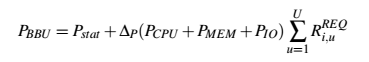 P_{BBU} = P_{stat} + Δ_P(P_{CPU} + P_{MEM} + P_{IO}) \sum_{u=1}^{U} R_{i,u}^{REQ}